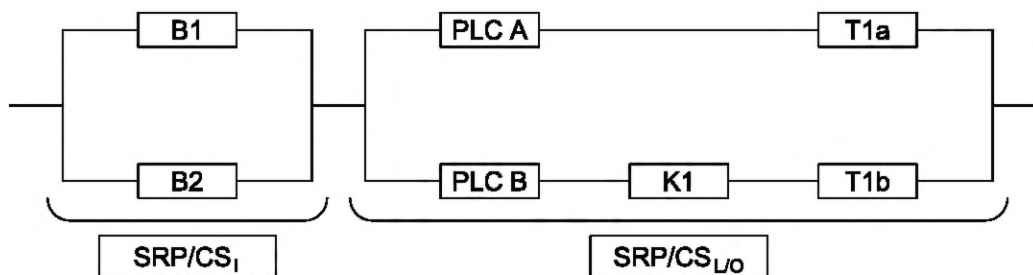 B1 PLC A T1a
B2 PLC B K1 T1b
SRP/CS_I SRP/CS_L/O